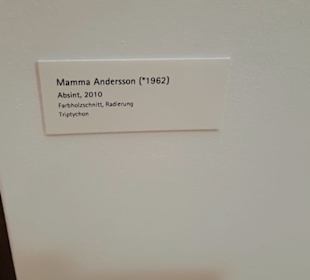 Mamma Andersson (*1962)
Absint, 2010
Farbholzschnitt, Radierung
Triptychon